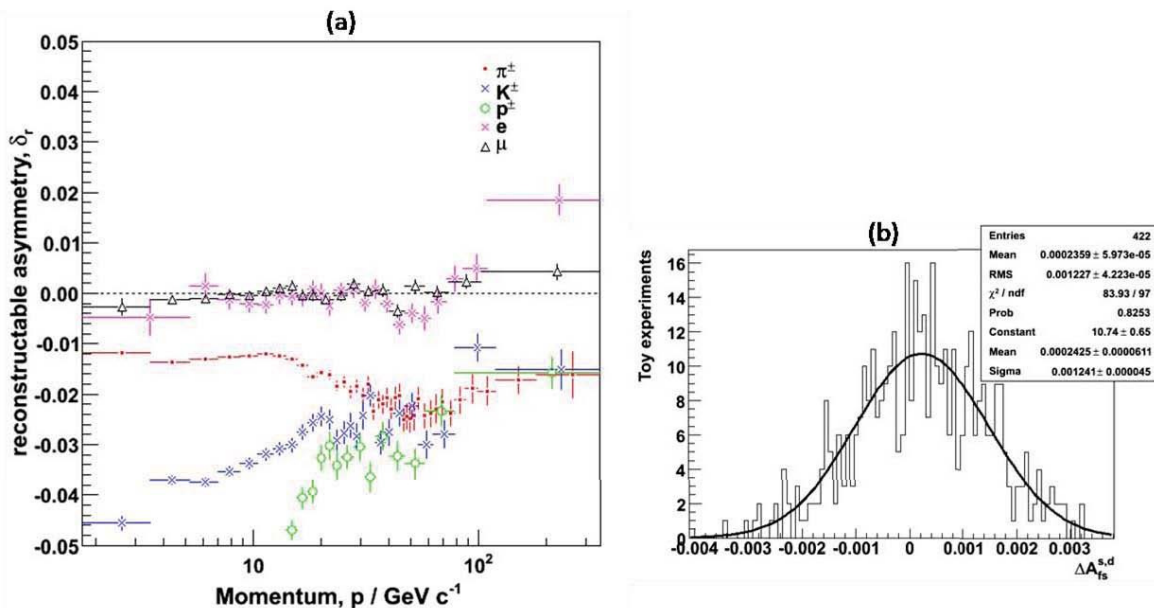 (a)
0.05
0.04
0.03
0.02
0.01
0.00
-0.01
-0.02
-0.03
-0.04
-0.05
reconstructable asymmetry, δr
π±
K±
p±
e
μ
10
10²
Momentum, p / GeV c⁻¹
(b)
Entries 422
Mean 0.0002359 ± 5.973e-05
RMS 0.001227 ± 4.223e-05
χ² / ndf 83.93 / 97
Prob 0.8253
Constant 10.74 ± 0.65
Mean 0.0002425 ± 0.0000611
Sigma 0.001241 ± 0.000045
Toy experiments
16
14
12
10
8
6
4
2
0
-0.004 -0.003 -0.002 -0.001 0 0.001 0.002 0.003
ΔA^{s,d}_{fs}